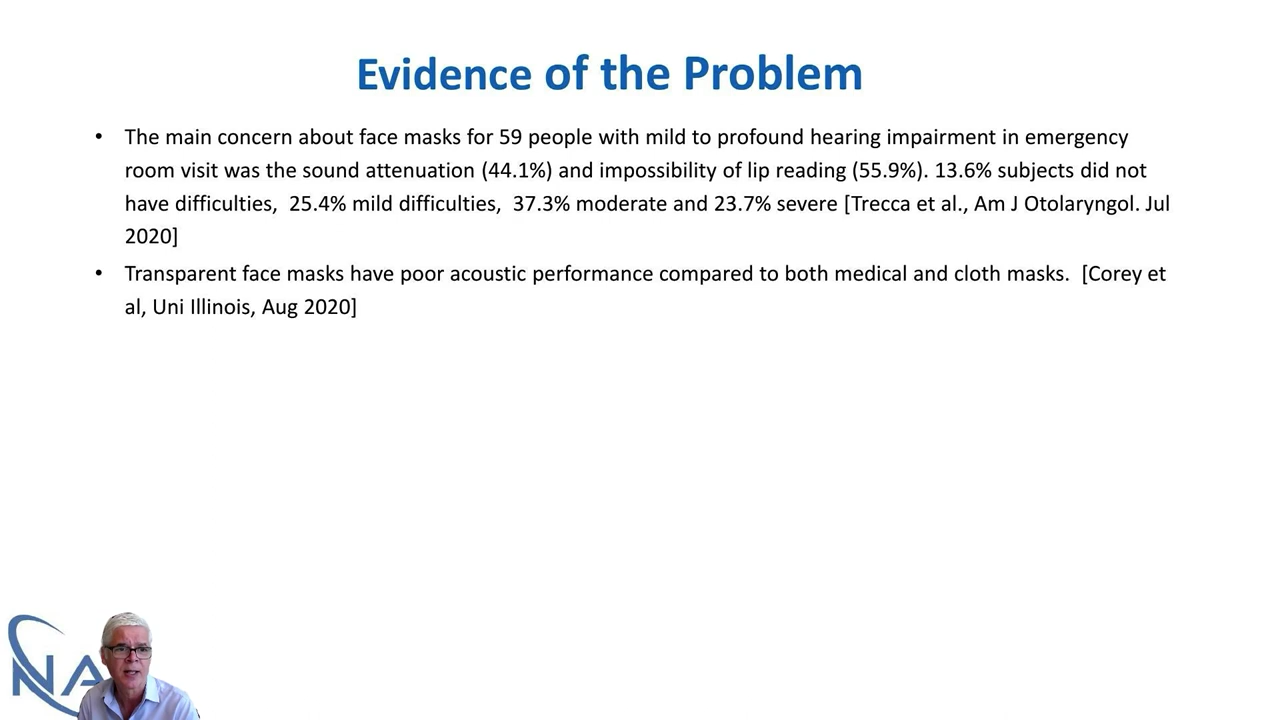 Evidence of the Problem
• The main concern about face masks for 59 people with mild to profound hearing impairment in emergency
room visit was the sound attenuation (44.1%) and impossibility of lip reading (55.9%). 13.6% subjects did not
have difficulties,  25.4% mild difficulties,  37.3% moderate and 23.7% severe [Trecca et al., Am J Otolaryngol. Jul
2020]
• Transparent face masks have poor acoustic performance compared to both medical and cloth masks.  [Corey et
al, Uni Illinois, Aug 2020]